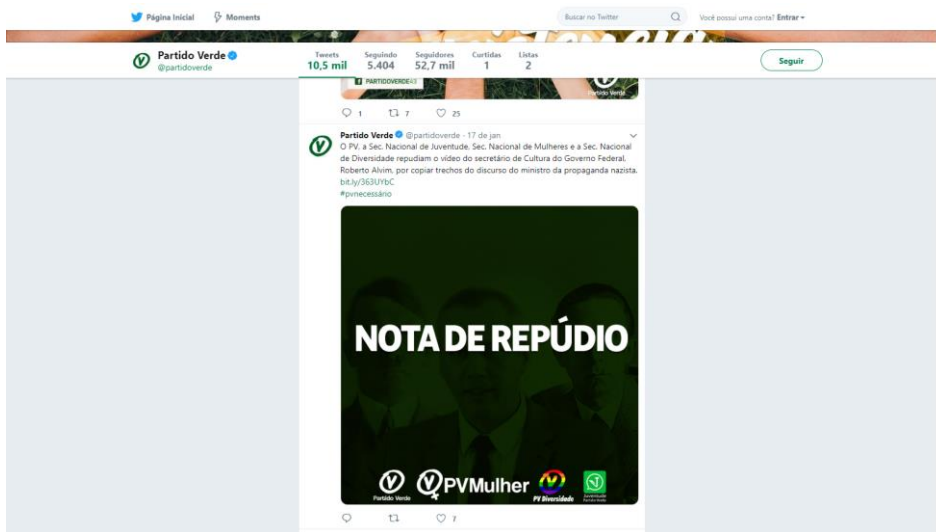 Página Inicial Moments Buscar no Twitter Você possui uma conta? Entrar
Partido Verde
@partidoverde
Tweets Seguindo Seguidores Curtidas Listas
10,5 mil 5.404 52,7 mil 1 2
Seguir
PARTIDOVERDE43
Partido Verde
1 7 25
Partido Verde @partidoverde · 17 de jan
O PV, a Sec. Nacional de Juventude, Sec. Nacional de Mulheres e a Sec. Nacional
de Diversidade repudiam o vídeo do secretário de Cultura do Governo Federal,
Roberto Alvim, por copiar trechos do discurso do ministro da propaganda nazista.
bit.ly/363UYbC
#pvnecessário
NOTA DE REPÚDIO
Partido Verde PVMulher PV Diversidade Juventude
7